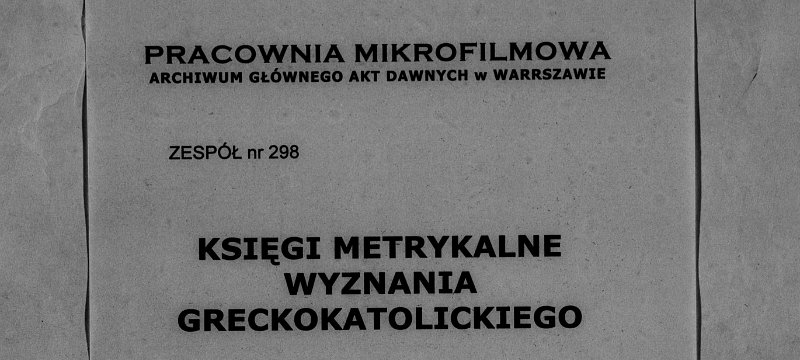 PRACOWNIA MIKROFILMOWA
ARCHIWUM GŁÓWNEGO AKT DAWNYCH w WARRSZAWIE
ZESPÓŁ nr 298
KSIĘGI METRYKALNE
WYZNANIA
GRECKOKATOLICKIEGO